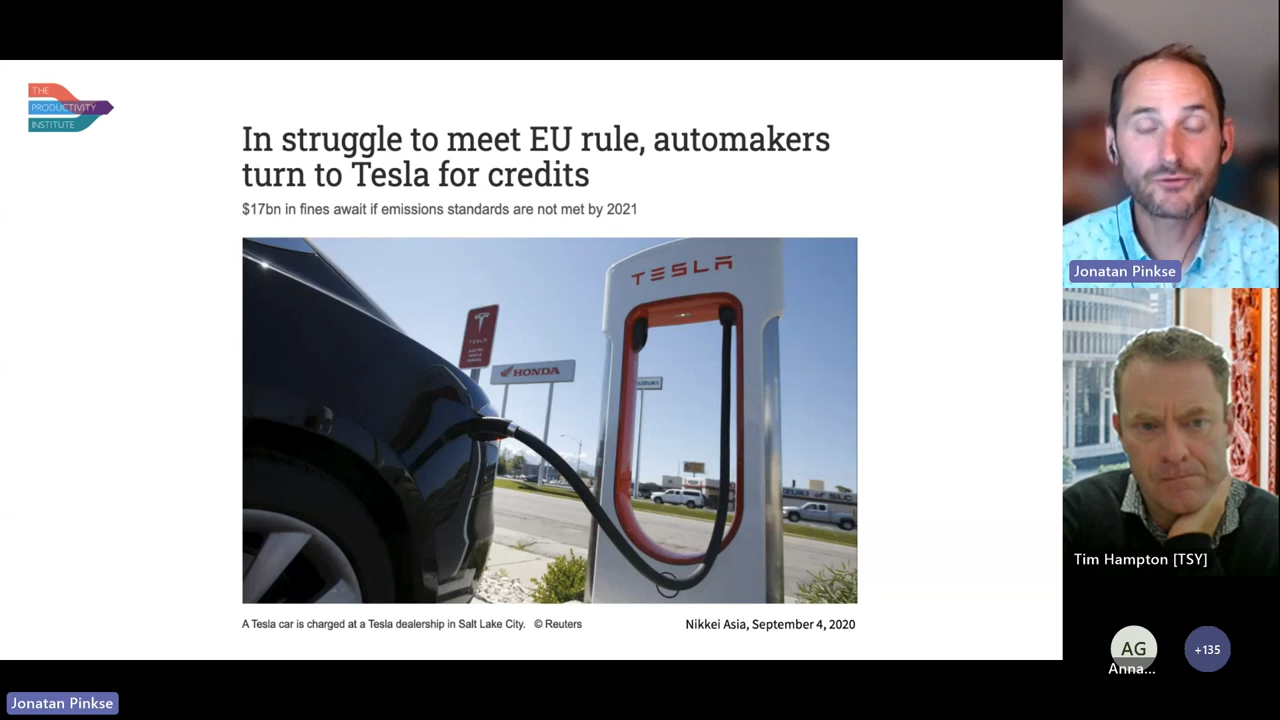 THE
PRODUCTIVITY
INSTITUTE
In struggle to meet EU rule, automakers
turn to Tesla for credits
$17bn in fines await if emissions standards are not met by 2021
TESLA
TESLA
HONDA
A Tesla car is charged at a Tesla dealership in Salt Lake City. © Reuters
Nikkei Asia, September 4, 2020
Jonatan Pinkse
Tim Hampton [TSY]
AG
Anna...
+135
Jonatan Pinkse